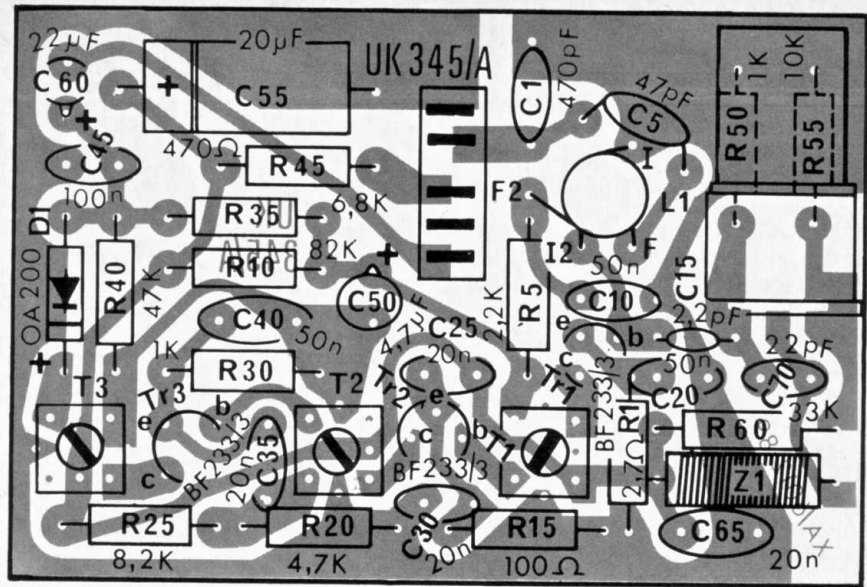 22µF
20µF
UK345/A
C60
C55
C1
470pF
47pF
C5
1K
10K
R50
R55
C45
470Ω
R45
I
100n
F2
L1
D1
R35
6,8K
UK
345/A
I2
F
82K
OA200
R40
47K
R10
C50
R5
50n
C10
C15
C40
50n
4,7µF
C25
2,2K
e
b
2,2pF
1K
R30
20n
c
50n
22pF
T3
Tr3
T2
Tr2
Tr1
BF233/3
C20
C70
e
b
e
R1
33K
c
BF233/3
C35
20n
c
b
T1
2,7Ω
R60
BF233/3
Z1
R25
R20
C30
R15
C65
8,2K
4,7K
20n
100Ω
20n